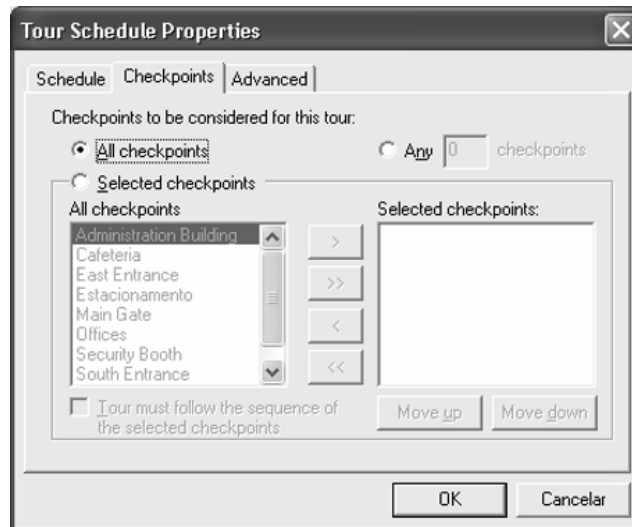 Tour Schedule Properties
Schedule Checkpoints Advanced
Checkpoints to be considered for this tour:
All checkpoints Any 0 checkpoints
Selected checkpoints
All checkpoints Selected checkpoints:
Administration Building >
Cafeteria
East Entrance >>
Estacionamento
Main Gate <
Offices
Security Booth <<
South Entrance
Tour must follow the sequence of Move up Move down
the selected checkpoints
OK Cancelar